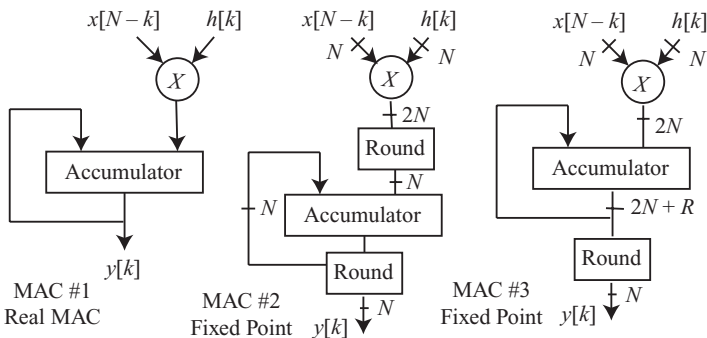 x[N – k] h[k]
X
Accumulator
y[k]
MAC #1
Real MAC
x[N – k] h[k]
N N
X
2N
Round
N
N
Accumulator
Round
N
MAC #2
Fixed Point y[k]
x[N – k] h[k]
N N
X
2N
Accumulator
2N + R
Round
N
MAC #3
Fixed Point y[k]